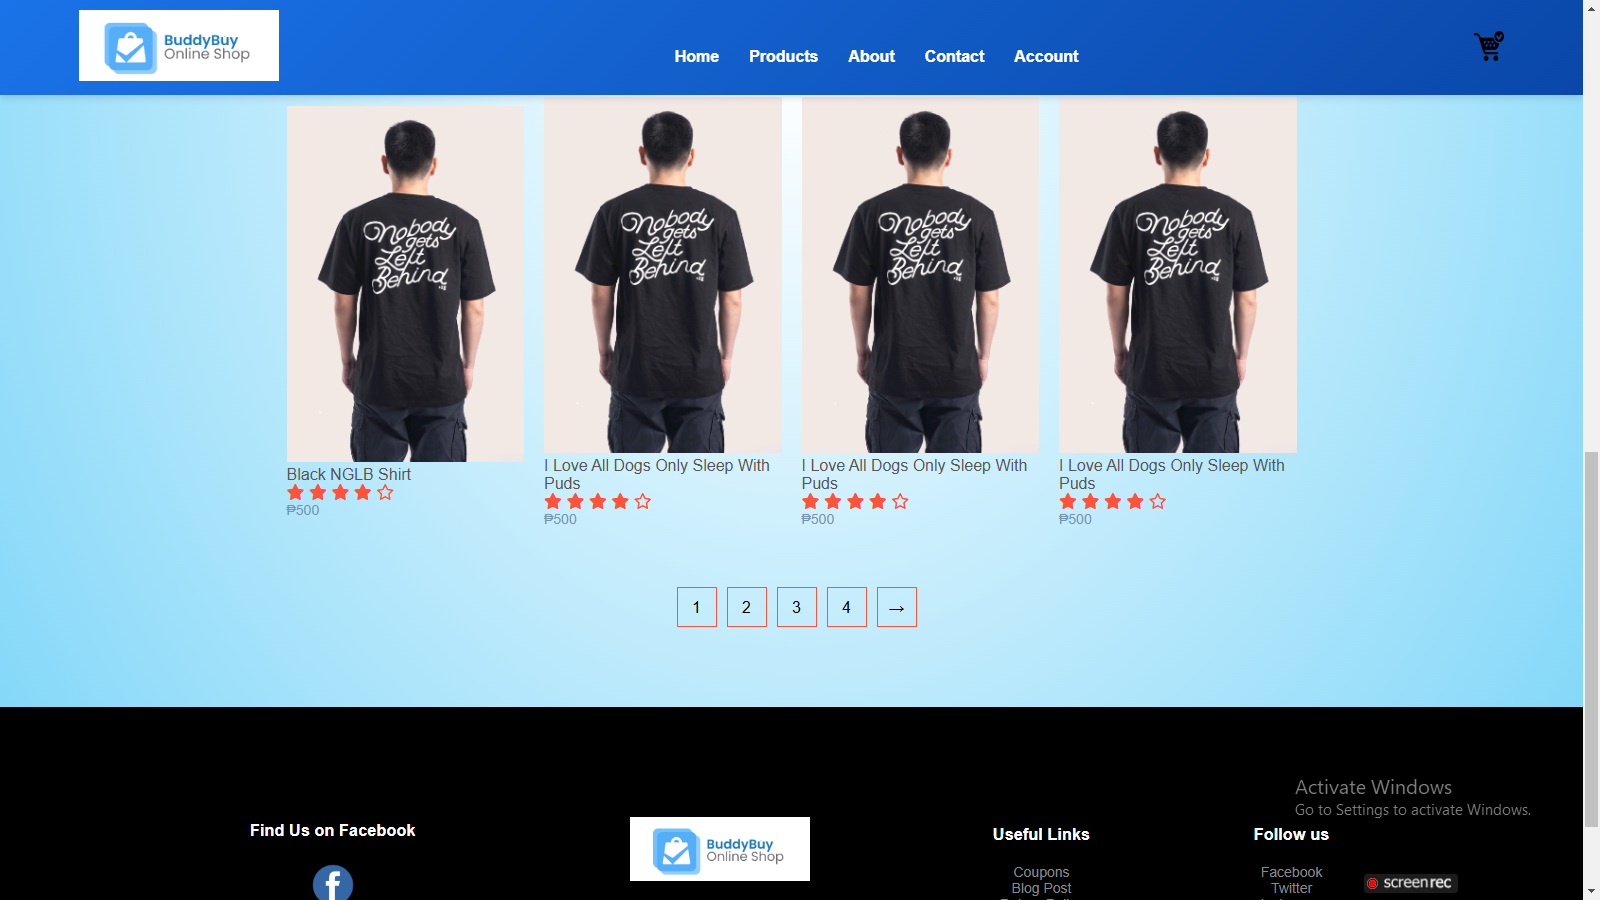 BuddyBuy
Online Shop
Home Products About Contact Account
Nobody
gets
Left
Behind
Nobody
gets
Left
Behind
Nobody
gets
Left
Behind
Nobody
gets
Left
Behind
Black NGLB Shirt
₱500
I Love All Dogs Only Sleep With
Puds
₱500
I Love All Dogs Only Sleep With
Puds
₱500
I Love All Dogs Only Sleep With
Puds
₱500
1 2 3 4 →
Activate Windows
Go to Settings to activate Windows.
Find Us on Facebook
BuddyBuy
Online Shop
Useful Links
Coupons
Blog Post
Follow us
Facebook
Twitter
screenrec